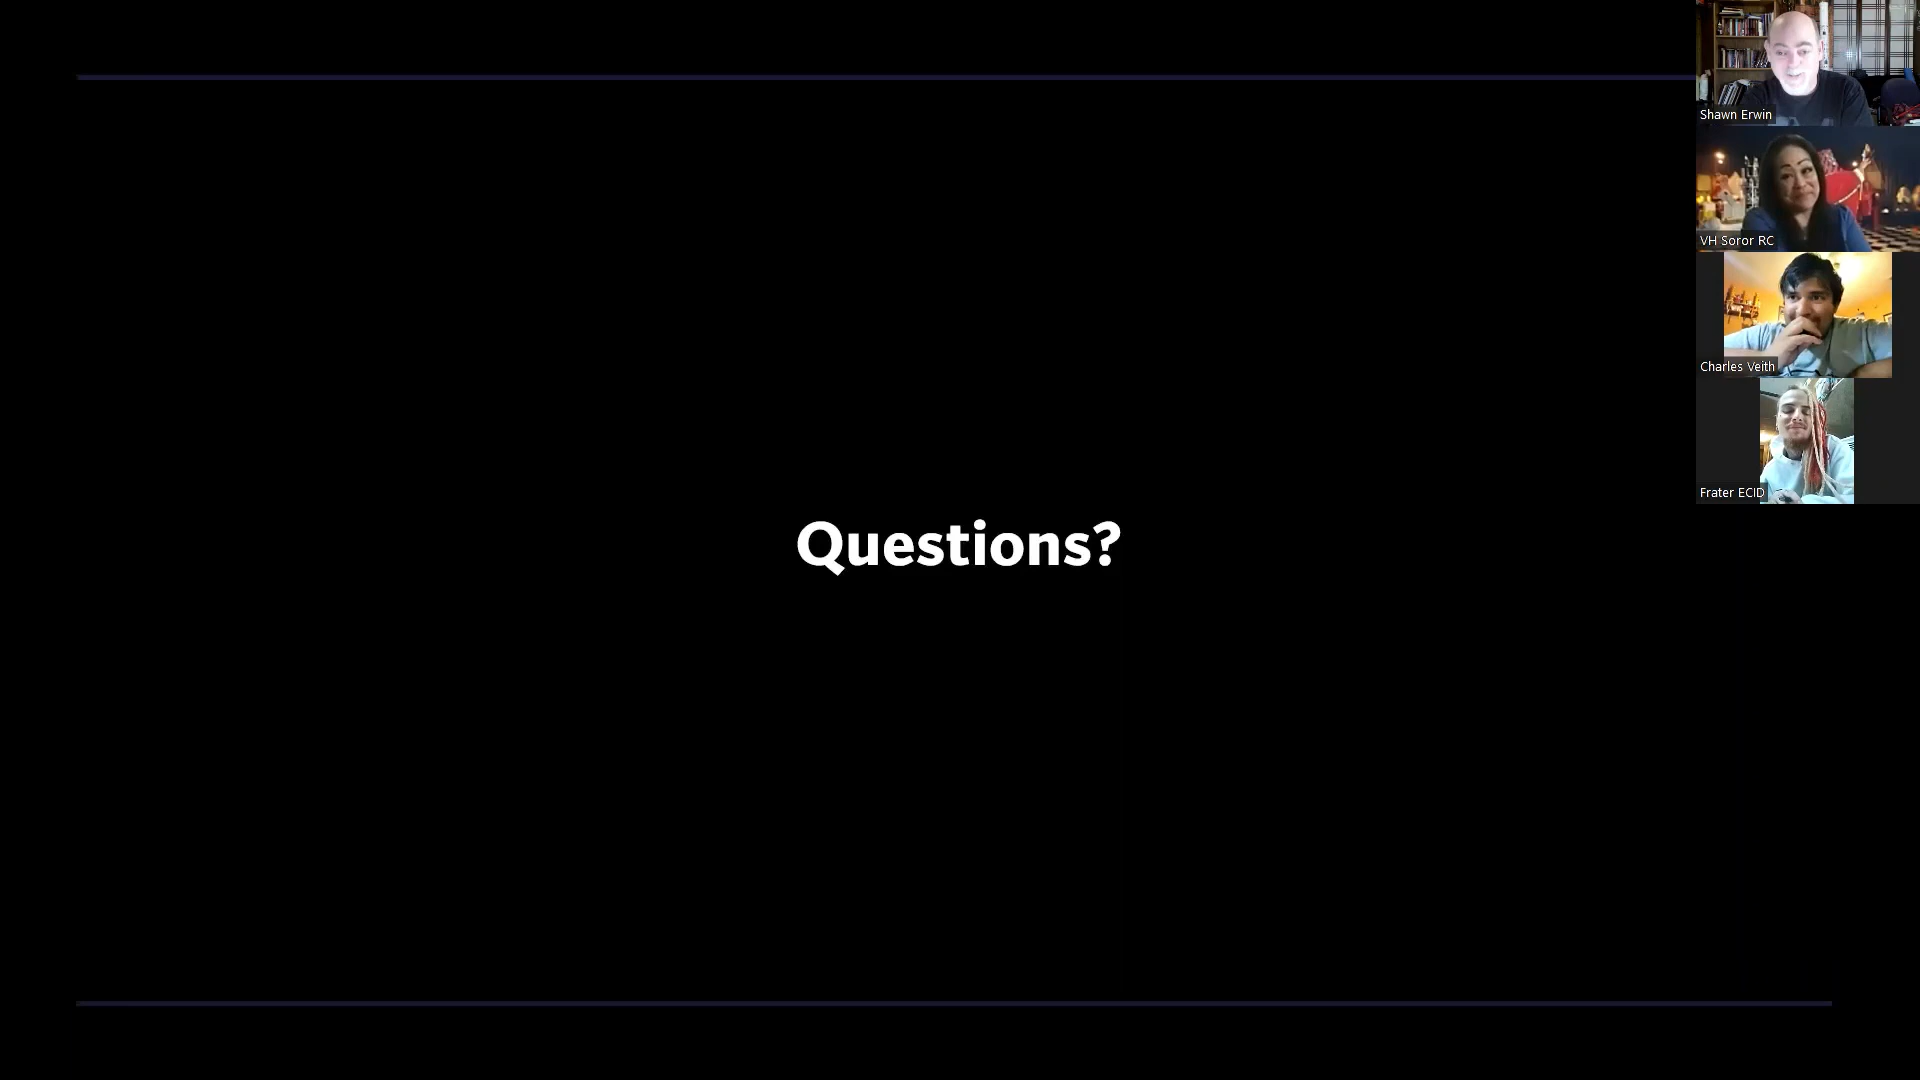 Shawn Erwin
VH Soror RC
Charles Veith
Frater ECID
Questions?